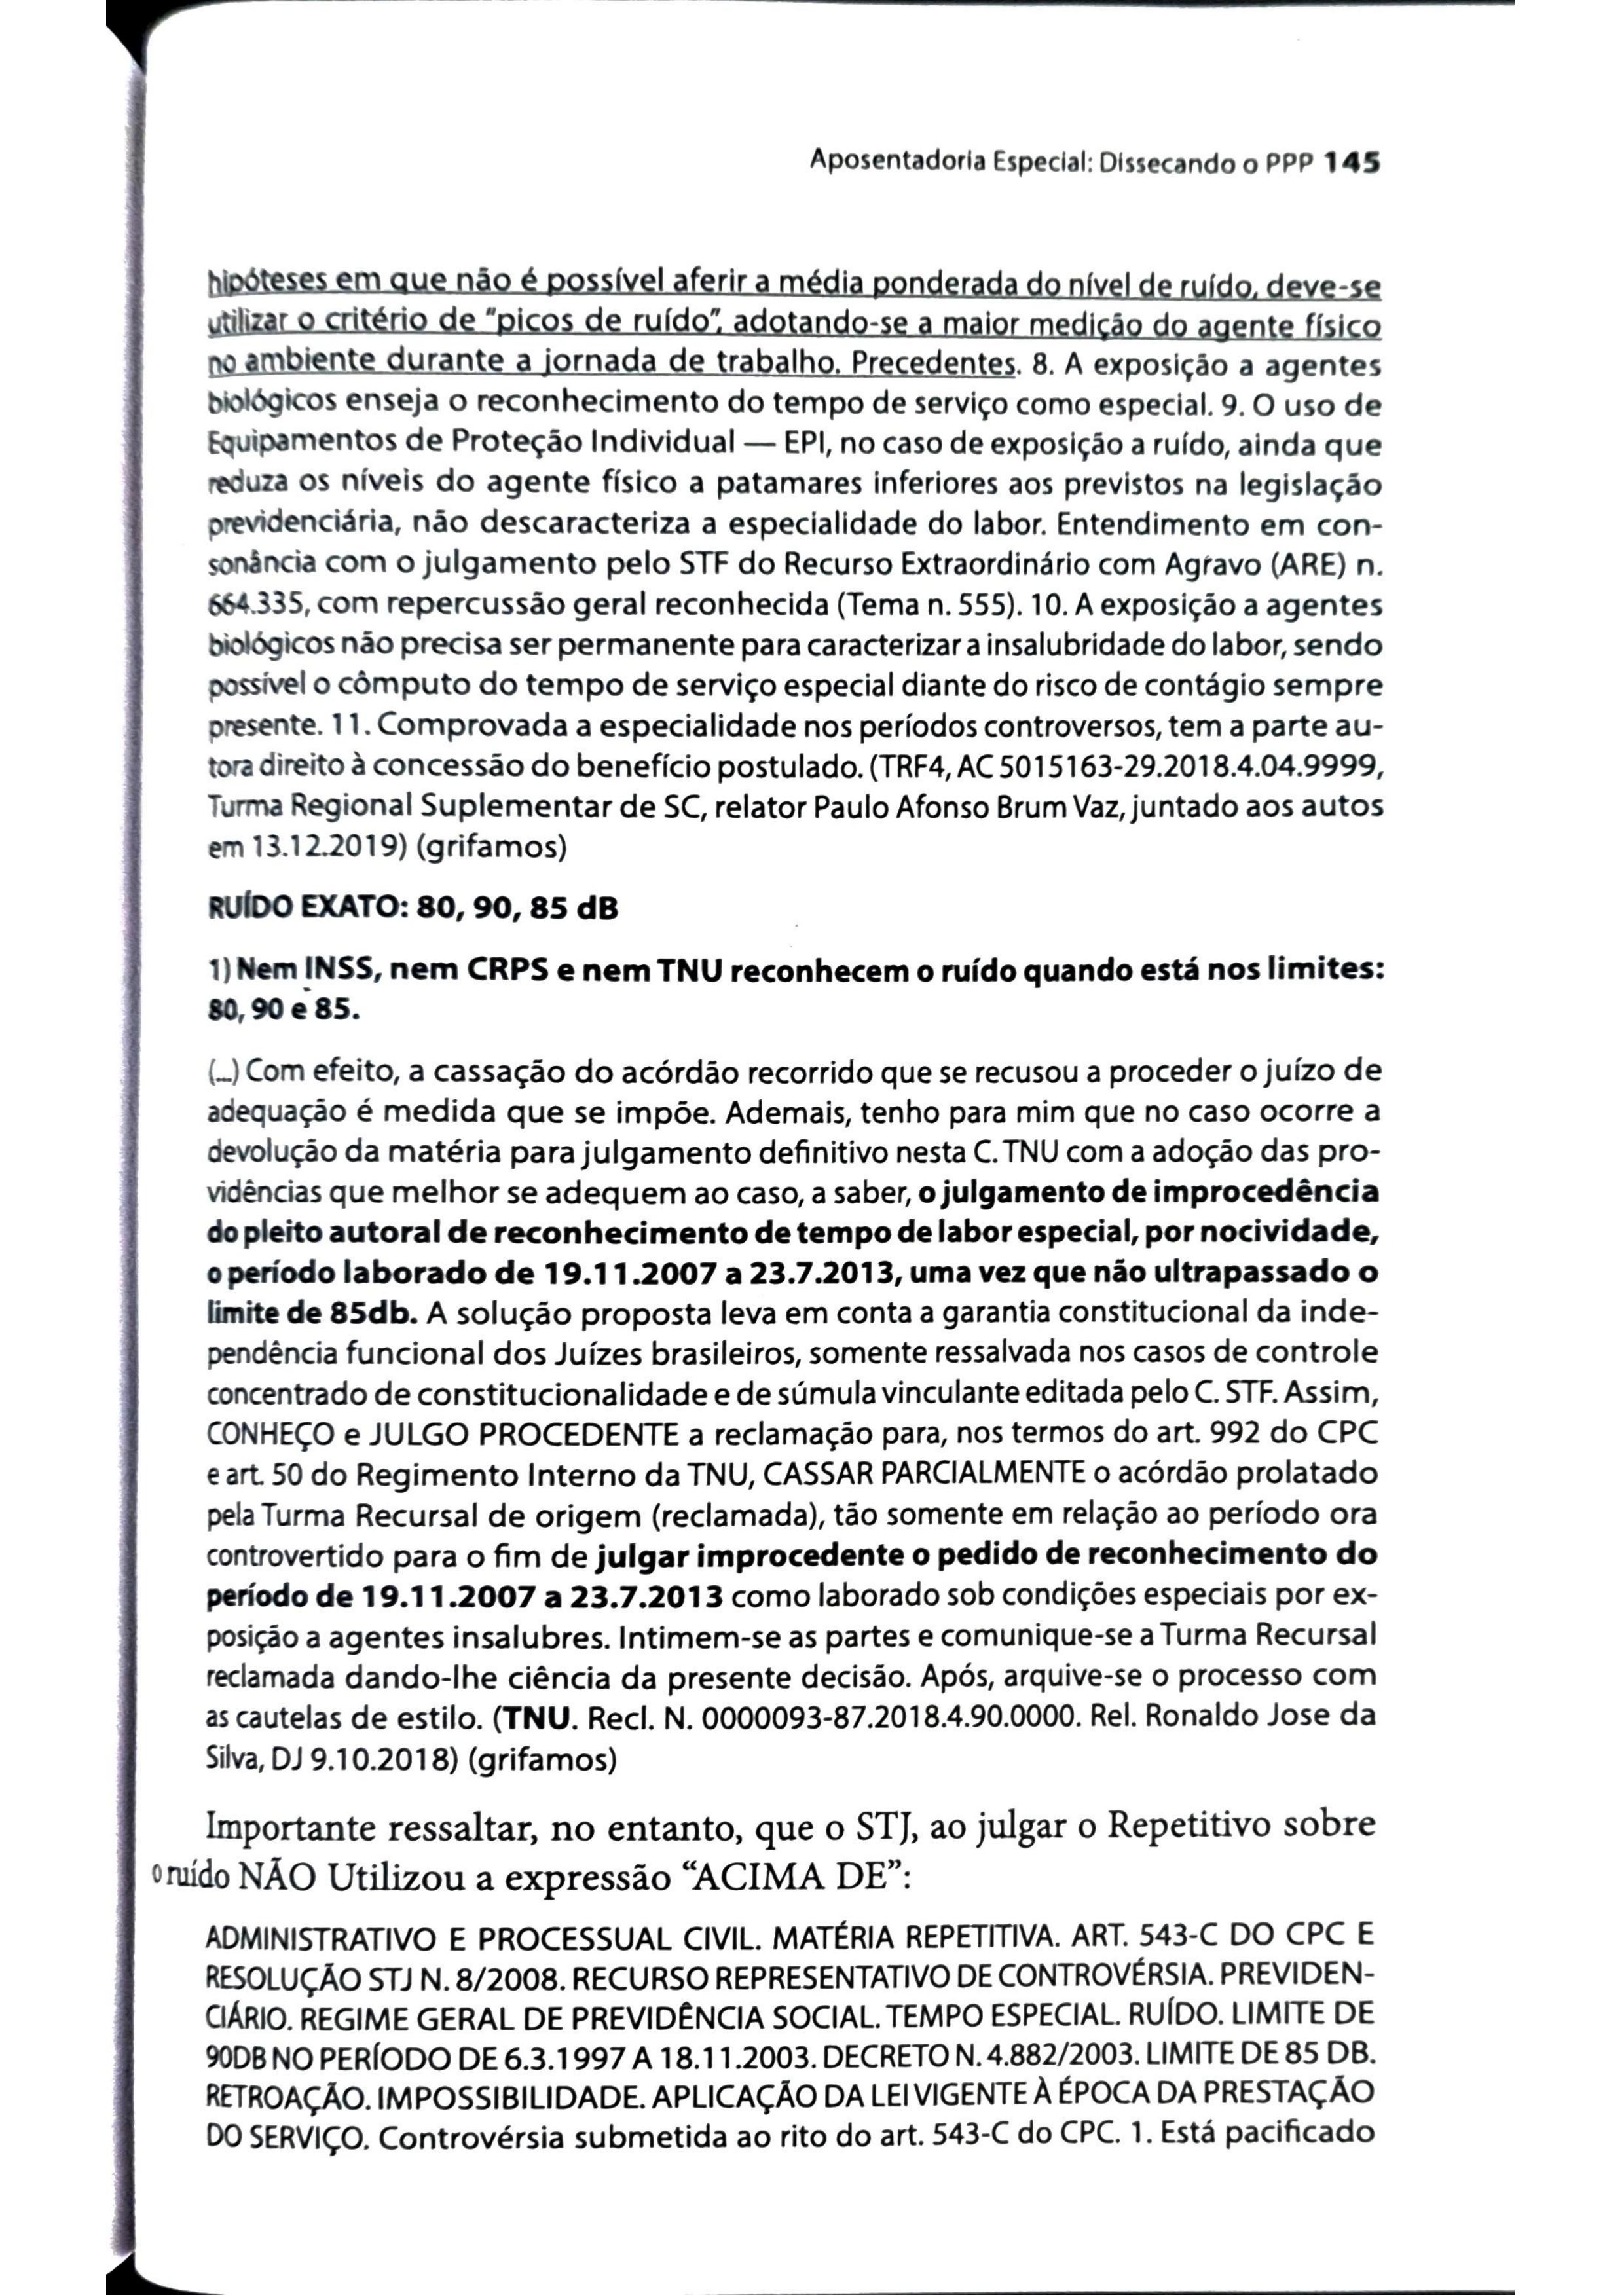 Aposentadoria Especial: Dissecando o PPP 145
hipóteses em que não é possível aferir a média ponderada do nível de ruído, deve-se
utilizar o critério de "picos de ruído", adotando-se a maior medição do agente físico
no ambiente durante a jornada de trabalho. Precedentes. 8. A exposição a agentes
biológicos enseja o reconhecimento do tempo de serviço como especial. 9. O uso de
Equipamentos de Proteção Individual — EPI, no caso de exposição a ruído, ainda que
reduza os níveis do agente físico a patamares inferiores aos previstos na legislação
previdenciária, não descaracteriza a especialidade do labor. Entendimento em con-
sonância com o julgamento pelo STF do Recurso Extraordinário com Agravo (ARE) n.
664.335, com repercussão geral reconhecida (Tema n. 555). 10. A exposição a agentes
biológicos não precisa ser permanente para caracterizar a insalubridade do labor, sendo
possível o cômputo do tempo de serviço especial diante do risco de contágio sempre
presente. 11. Comprovada a especialidade nos períodos controversos, tem a parte au-
tora direito à concessão do benefício postulado. (TRF4, AC 5015163-29.2018.4.04.9999,
Turma Regional Suplementar de SC, relator Paulo Afonso Brum Vaz, juntado aos autos
em 13.12.2019) (grifamos)
RUÍDO EXATO: 80, 90, 85 dB
1) Nem INSS, nem CRPS e nem TNU reconhecem o ruído quando está nos limites:
80, 90 e 85.
(...) Com efeito, a cassação do acórdão recorrido que se recusou a proceder o juízo de
adequação é medida que se impõe. Ademais, tenho para mim que no caso ocorre a
devolução da matéria para julgamento definitivo nesta C. TNU com a adoção das pro-
vidências que melhor se adequem ao caso, a saber, o julgamento de improcedência
do pleito autoral de reconhecimento de tempo de labor especial, por nocividade,
o período laborado de 19.11.2007 a 23.7.2013, uma vez que não ultrapassado o
limite de 85db. A solução proposta leva em conta a garantia constitucional da inde-
pendência funcional dos Juízes brasileiros, somente ressalvada nos casos de controle
concentrado de constitucionalidade e de súmula vinculante editada pelo C. STF. Assim,
CONHEÇO e JULGO PROCEDENTE a reclamação para, nos termos do art. 992 do CPC
e art. 50 do Regimento Interno da TNU, CASSAR PARCIALMENTE o acórdão prolatado
pela Turma Recursal de origem (reclamada), tão somente em relação ao período ora
controvertido para o fim de julgar improcedente o pedido de reconhecimento do
período de 19.11.2007 a 23.7.2013 como laborado sob condições especiais por ex-
posição a agentes insalubres. Intimem-se as partes e comunique-se a Turma Recursal
reclamada dando-lhe ciência da presente decisão. Após, arquive-se o processo com
as cautelas de estilo. (TNU. Recl. N. 0000093-87.2018.4.90.0000. Rel. Ronaldo Jose da
Silva, DJ 9.10.2018) (grifamos)
Importante ressaltar, no entanto, que o STJ, ao julgar o Repetitivo sobre
o ruído NÃO Utilizou a expressão “ACIMA DE”:
ADMINISTRATIVO E PROCESSUAL CIVIL. MATÉRIA REPETITIVA. ART. 543-C DO CPC E
RESOLUÇÃO STJ N. 8/2008. RECURSO REPRESENTATIVO DE CONTROVÉRSIA. PREVIDEN-
CIÁRIO. REGIME GERAL DE PREVIDÊNCIA SOCIAL. TEMPO ESPECIAL. RUÍDO. LIMITE DE
90DB NO PERÍODO DE 6.3.1997 A 18.11.2003. DECRETO N. 4.882/2003. LIMITE DE 85 DB.
RETROAÇÃO. IMPOSSIBILIDADE. APLICAÇÃO DA LEI VIGENTE À ÉPOCA DA PRESTAÇÃO
DO SERVIÇO. Controvérsia submetida ao rito do art. 543-C do CPC. 1. Está pacificado